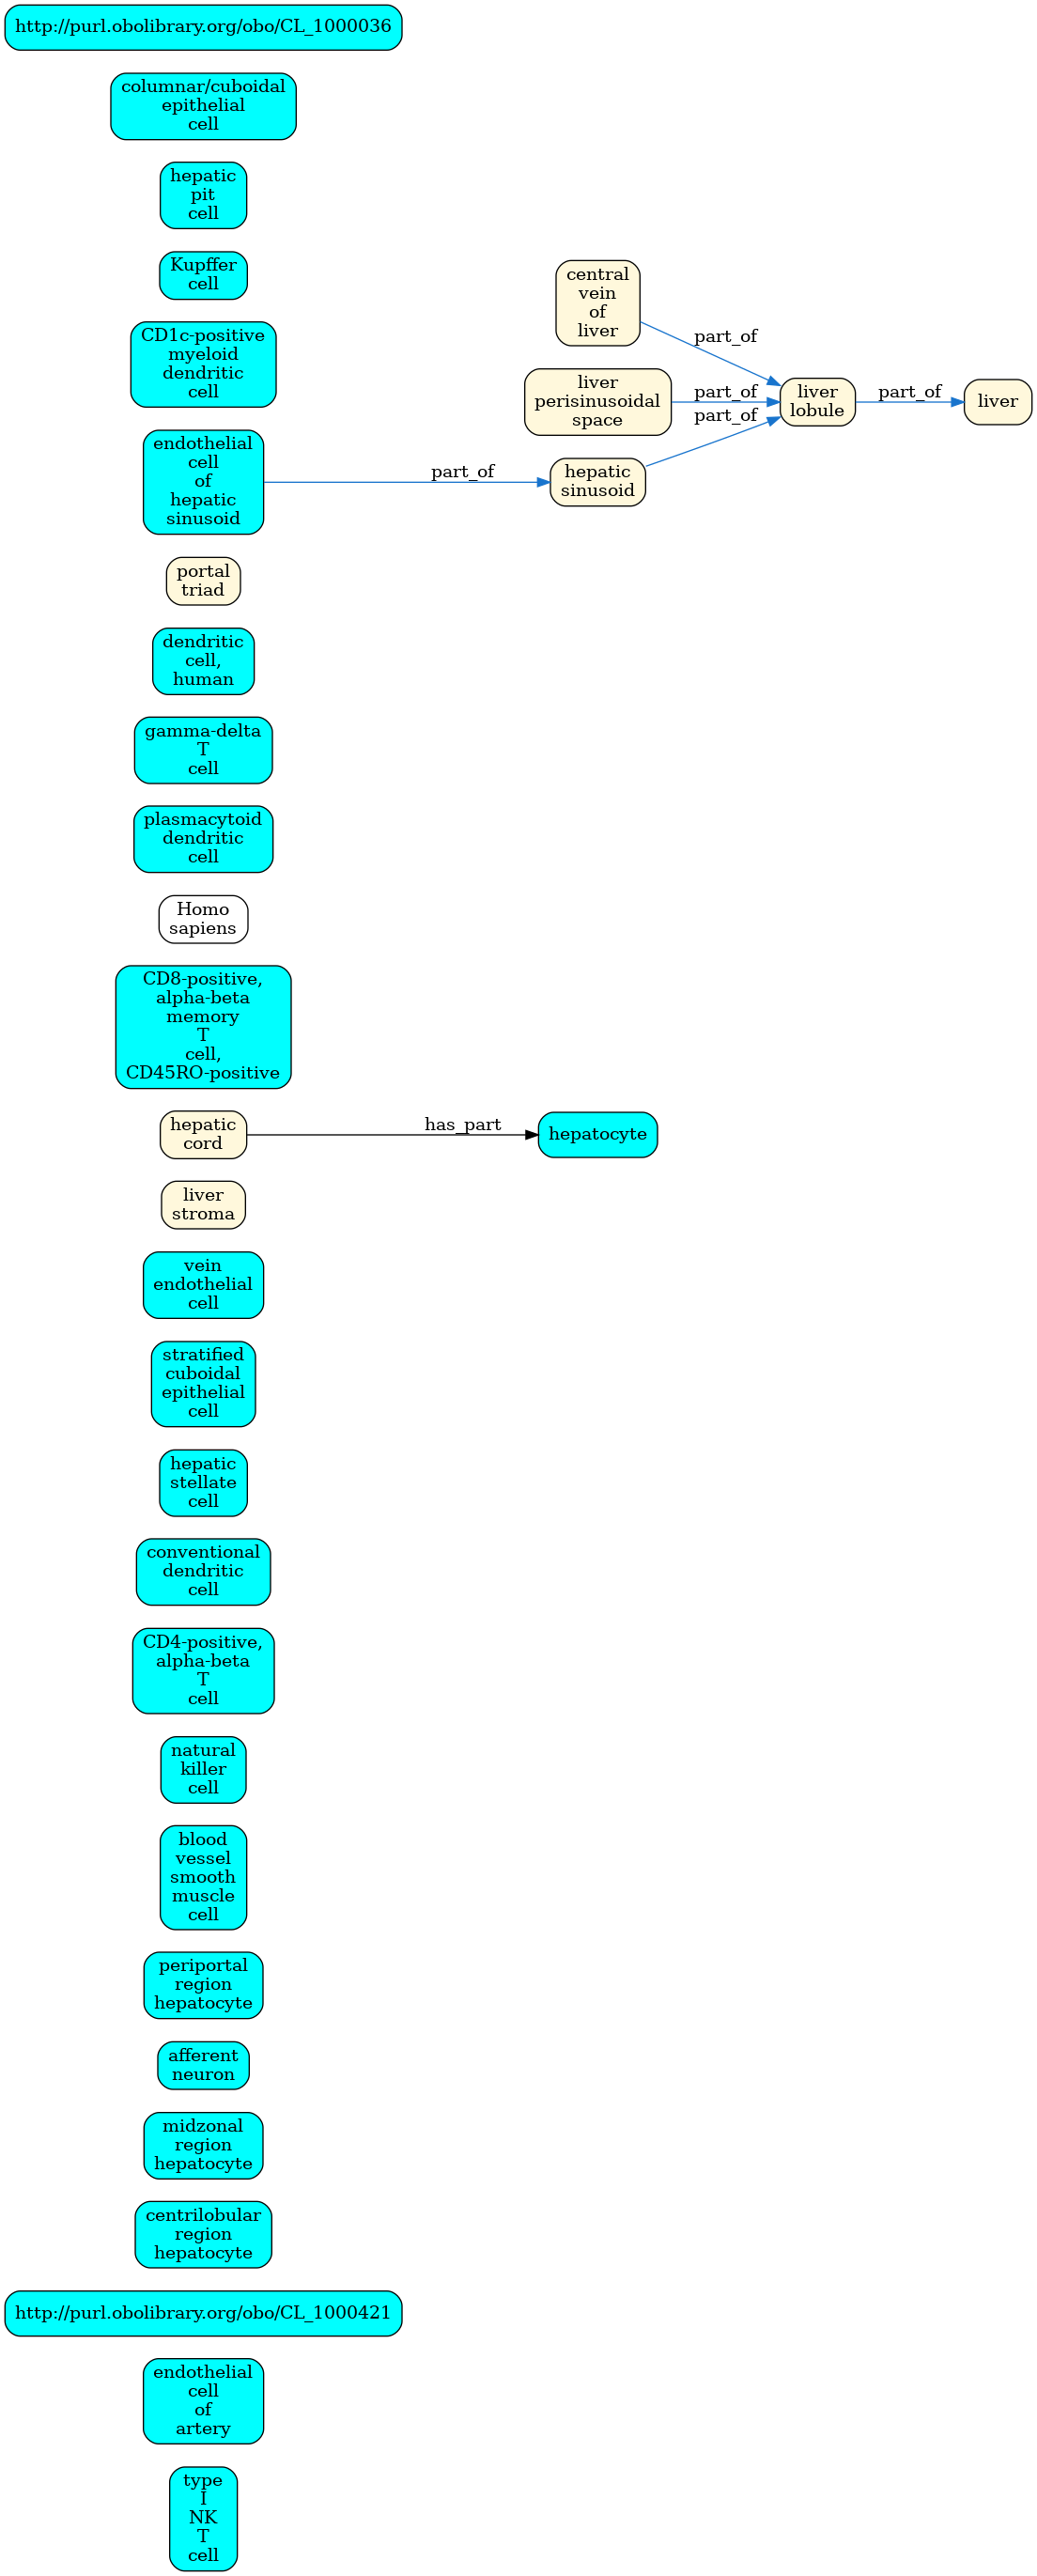 http://purl.obolibrary.org/obo/CL_1000036
columnar/cuboidal
epithelial
cell
hepatic
pit
cell
Kupffer
cell
CD1c-positive
myeloid
dendritic
cell
endothelial
cell
of
hepatic
sinusoid
part_of
central
vein
of
liver
part_of
liver
perisinusoidal
space
part_of
hepatic
sinusoid
part_of
liver
lobule
part_of
liver
portal
triad
dendritic
cell,
human
gamma-delta
T
cell
plasmacytoid
dendritic
cell
Homo
sapiens
CD8-positive,
alpha-beta
memory
T
cell,
CD45RO-positive
hepatic
cord
has_part
hepatocyte
liver
stroma
vein
endothelial
cell
stratified
cuboidal
epithelial
cell
hepatic
stellate
cell
conventional
dendritic
cell
CD4-positive,
alpha-beta
T
cell
natural
killer
cell
blood
vessel
smooth
muscle
cell
periportal
region
hepatocyte
afferent
neuron
midzonal
region
hepatocyte
centrilobular
region
hepatocyte
http://purl.obolibrary.org/obo/CL_1000421
endothelial
cell
of
artery
type
I
NK
T
cell